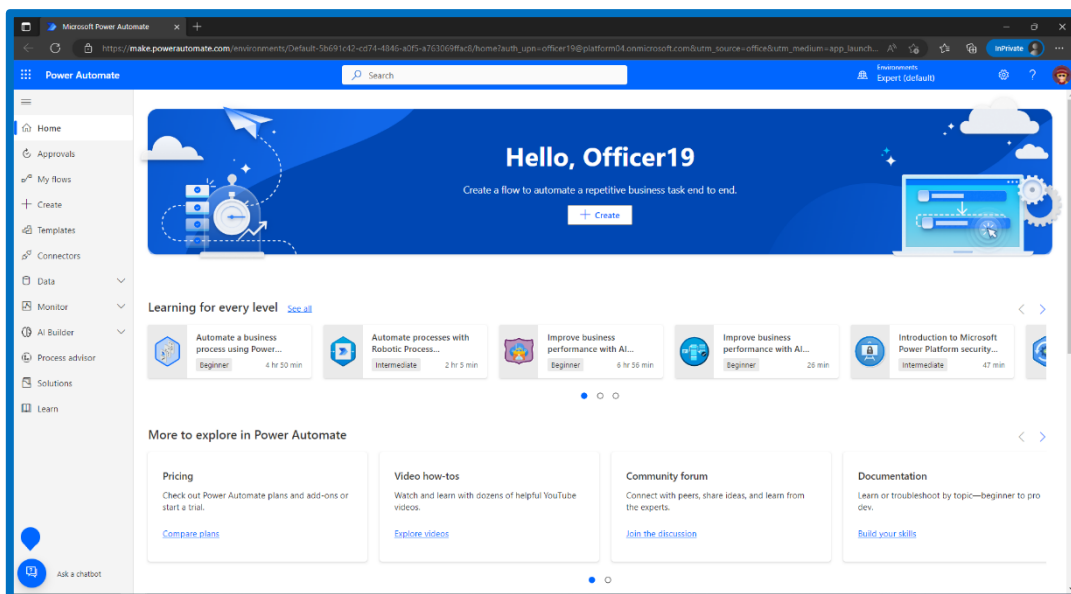 Microsoft Power Automate
https://make.powerautomate.com/environments/Default-5b691c42-cd74-4846-a0f5-a763069ffac8/home?auth_upn=officer19@platform04.onmicrosoft.com&utm_source=office&utm_medium=app_launch...
InPrivate
Power Automate
Search
Environments
Expert (default)
Home
Approvals
My flows
Create
Templates
Connectors
Data
Monitor
AI Builder
Process advisor
Solutions
Learn
Ask a chatbot
Hello, Officer19
Create a flow to automate a repetitive business task end to end.
Create
Learning for every level See all
Automate a business
process using Power...
Beginner 4 hr 50 min
Automate processes with
Robotic Process...
Intermediate 2 hr 5 min
Improve business
performance with AI...
Beginner 6 hr 56 min
Improve business
performance with AI...
Beginner 26 min
Introduction to Microsoft
Power Platform security...
Intermediate 47 min
More to explore in Power Automate
Pricing
Check out Power Automate plans and add-ons or
start a trial.
Compare plans
Video how-tos
Watch and learn with dozens of helpful YouTube
videos.
Explore videos
Community forum
Connect with peers, share ideas, and learn from
the experts.
Join the discussion
Documentation
Learn or troubleshoot by topic—beginner to pro
dev.
Build your skills